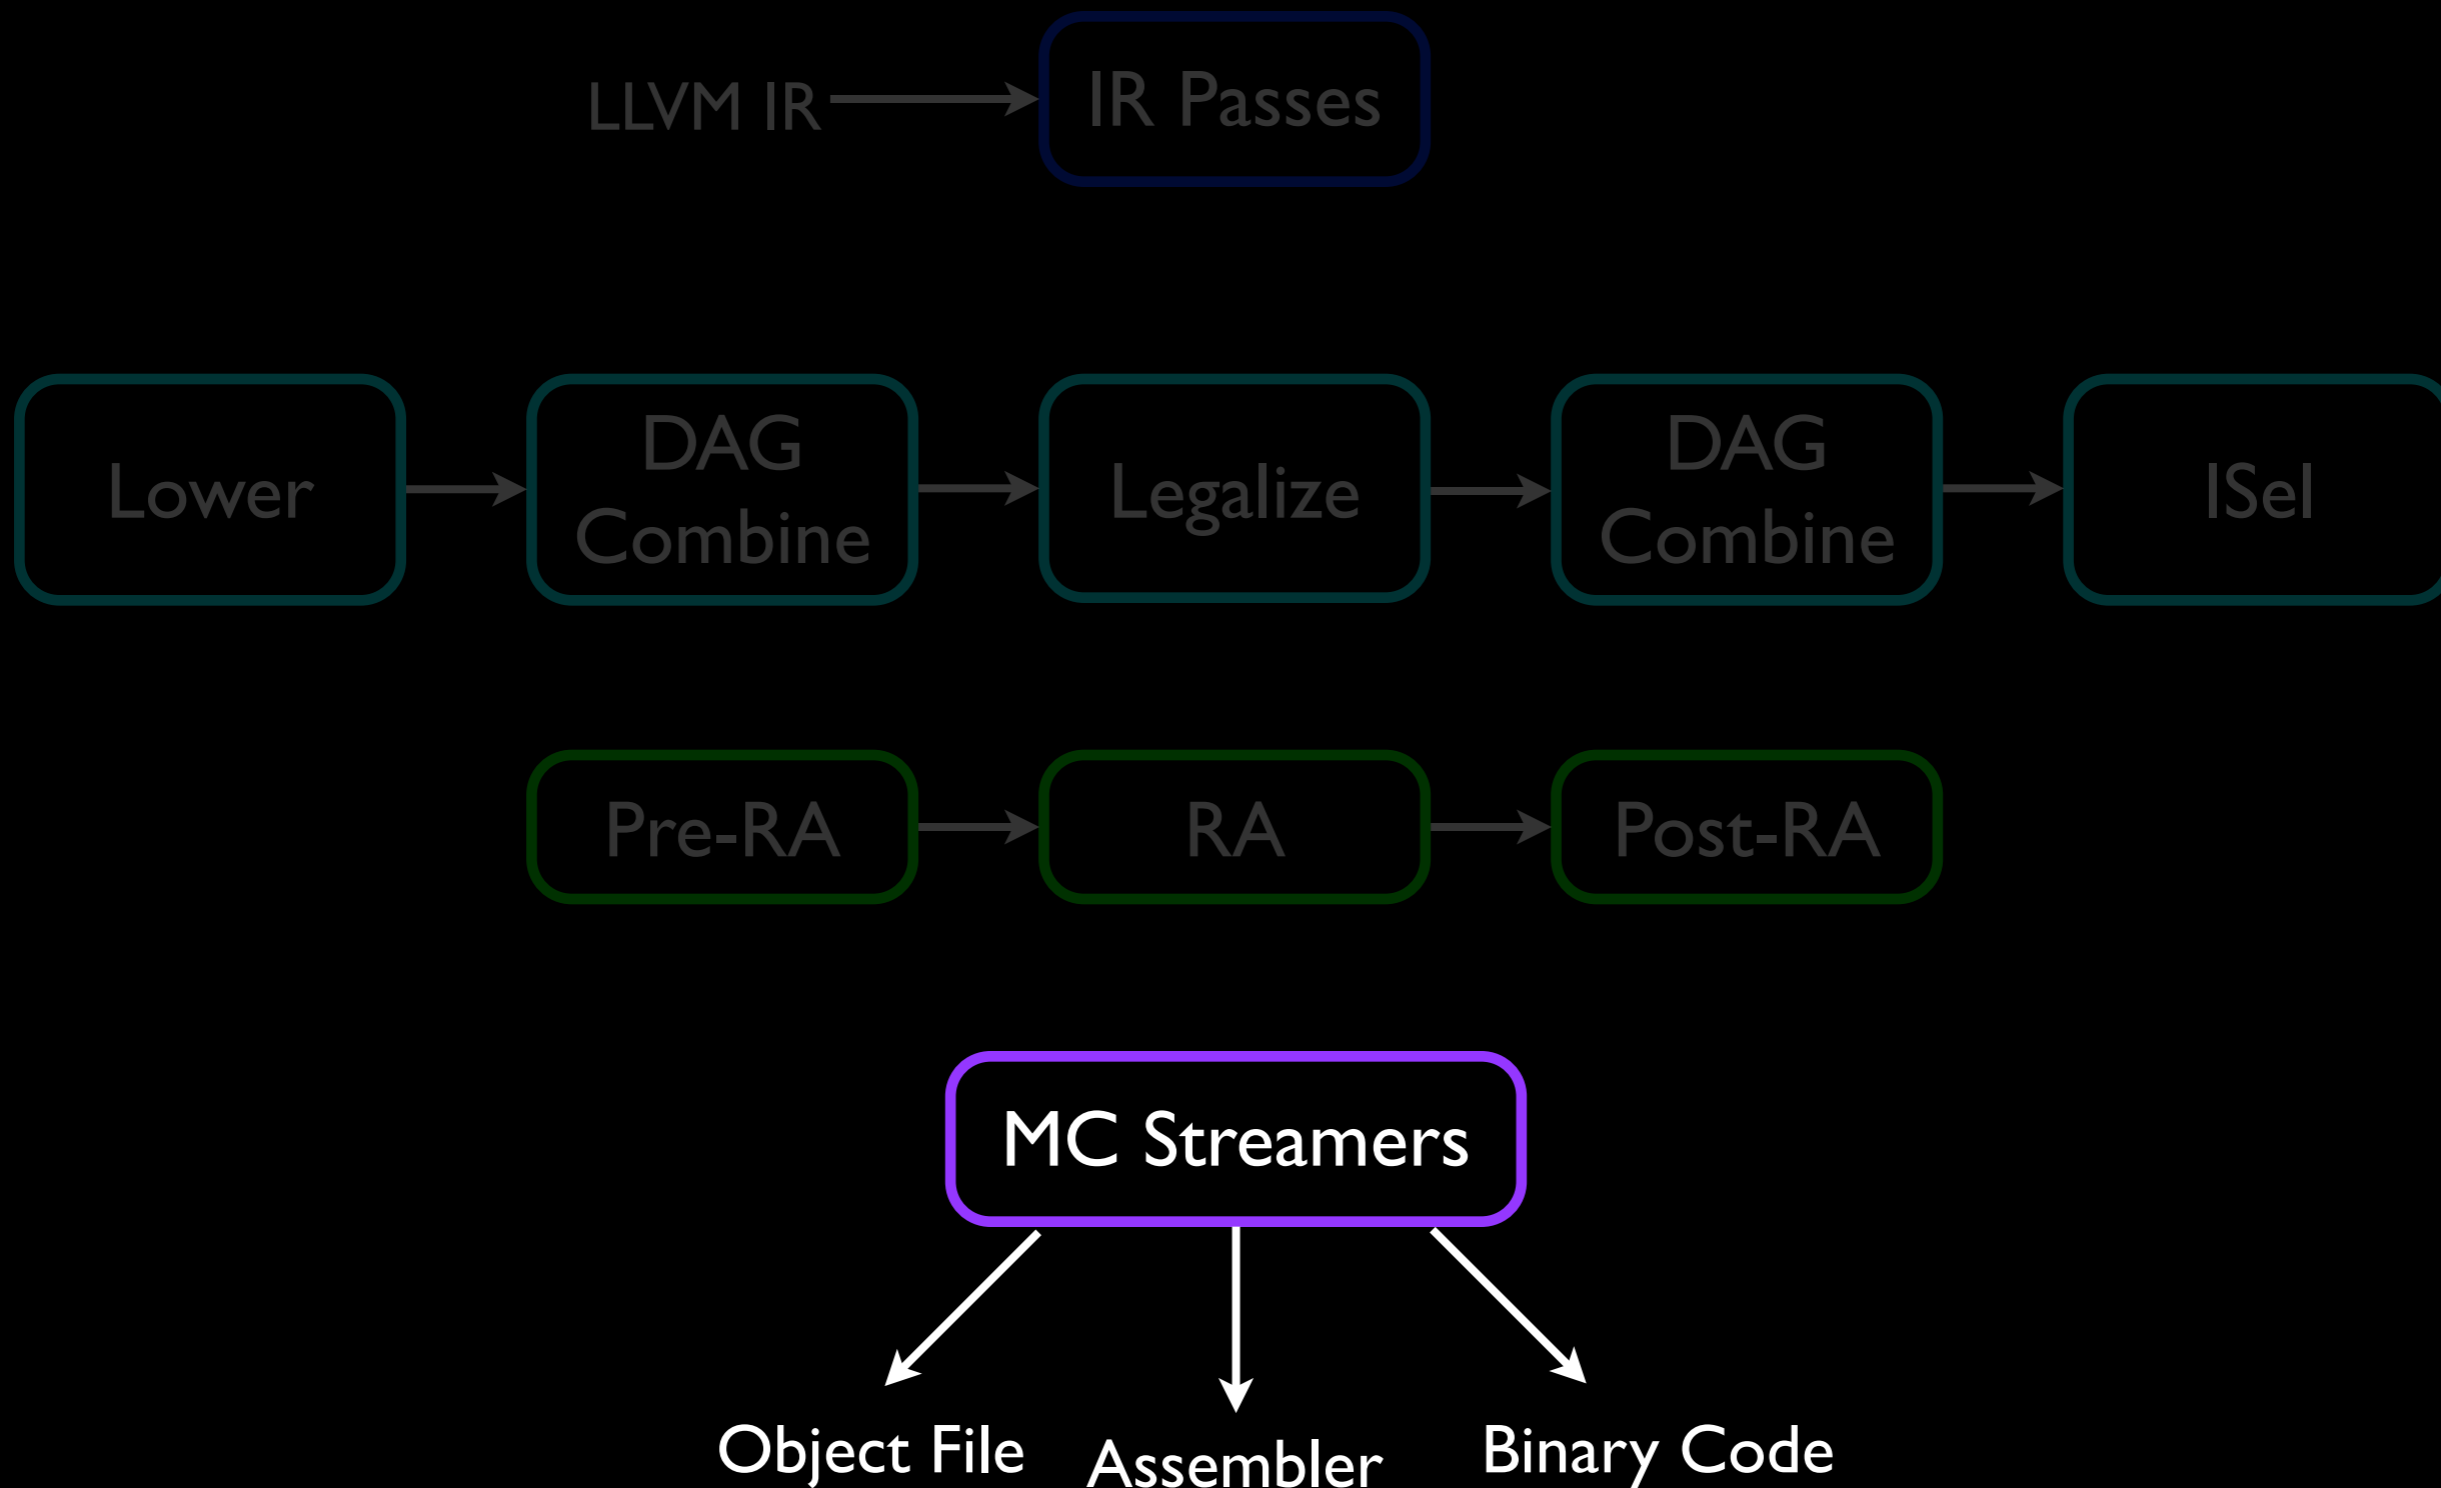 LLVM IR
IR Passes
Lower
DAG
Combine
Legalize
DAG
Combine
ISel
Pre-RA
RA
Post-RA
MC Streamers
Object File
Assembler
Binary Code